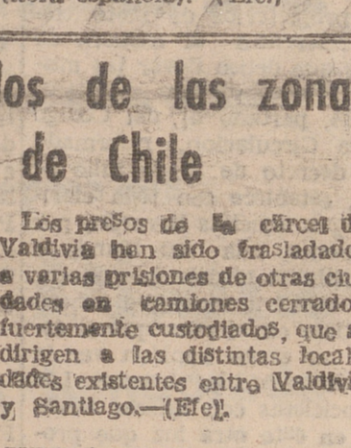 los de las zona
de Chile
Los presos de la cárcel d
Valdivia han sido trasladado
a varias prisiones de otras ciu
dades en camiones cerrado
fuertemente custodiados, que s
dirigen a las distintas local
dades existentes entre Valdivi
y Santiago.—(Efe).